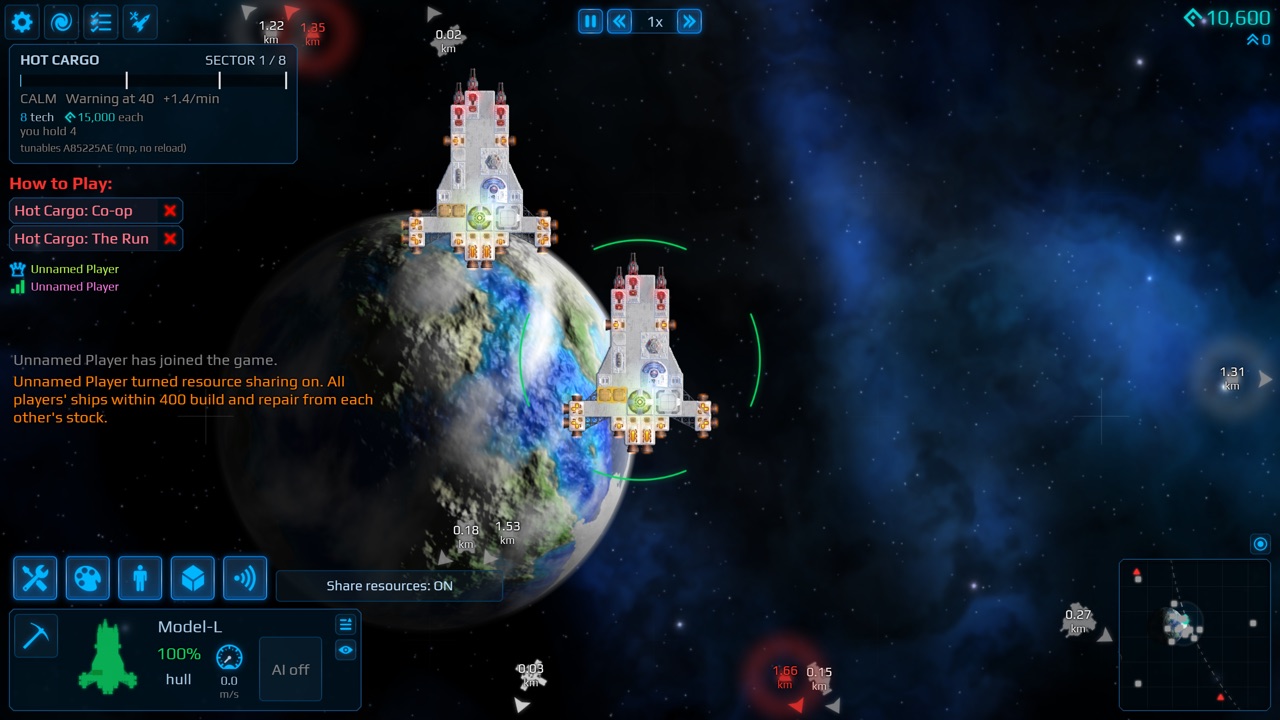 1.22 km
1.35 km
0.02 km
1x
10,600
0
HOT CARGO SECTOR 1 / 8
CALM Warning at 40 +1.4/min
8 tech 15,000 each
you hold 4
tunables A85225AE (mp, no reload)
How to Play:
Hot Cargo: Co-op
Hot Cargo: The Run
Unnamed Player
Unnamed Player
Unnamed Player has joined the game.
Unnamed Player turned resource sharing on. All
players' ships within 400 build and repair from each
other's stock.
1.31 km
0.18 km
1.53 km
Share resources: ON
Model-L
100%
hull
0.0
m/s
AI off
0.03 km
1.66 km
0.15 km
0.27 km